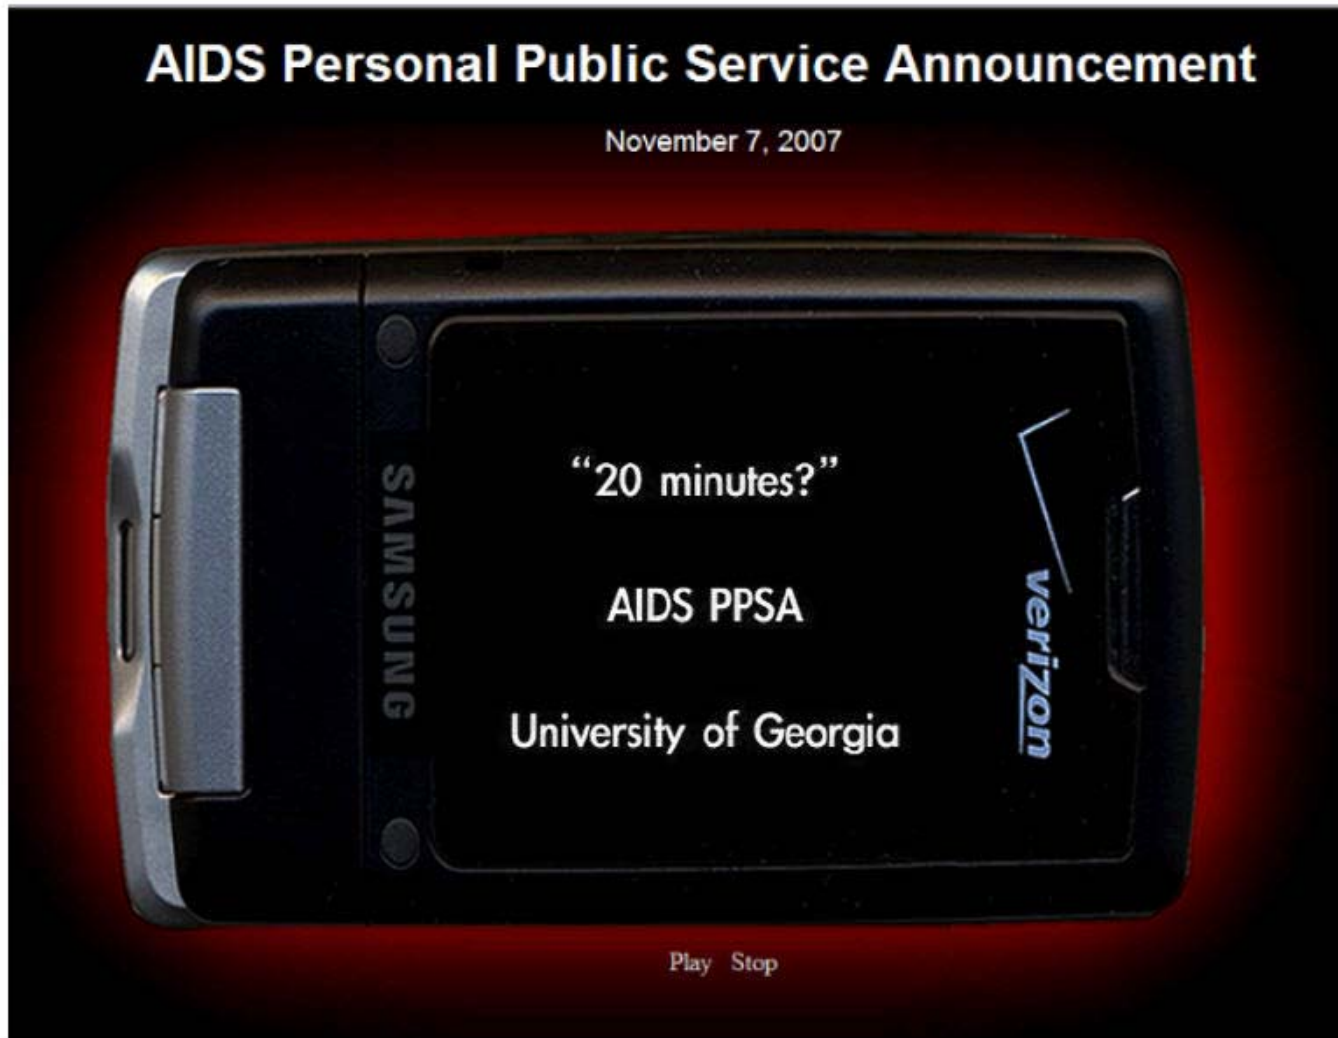 AIDS Personal Public Service Announcement
November 7, 2007
SAMSUNG
"20 minutes?"
AIDS PPSA
University of Georgia
verizon
Play Stop